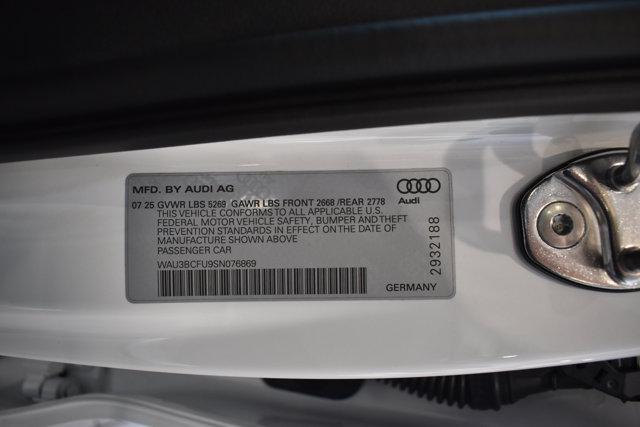 MFD. BY AUDI AG
07 25 GVWR LBS 5269 GAWR LBS FRONT 2668 /REAR 2778
THIS VEHICLE CONFORMS TO ALL APPLICABLE U.S.
FEDERAL MOTOR VEHICLE SAFETY, BUMPER AND THEFT
PREVENTION STANDARDS IN EFFECT ON THE DATE OF
MANUFACTURE SHOWN ABOVE
PASSENGER CAR
WAU3BCFU9SN076869
Audi
2932188
GERMANY